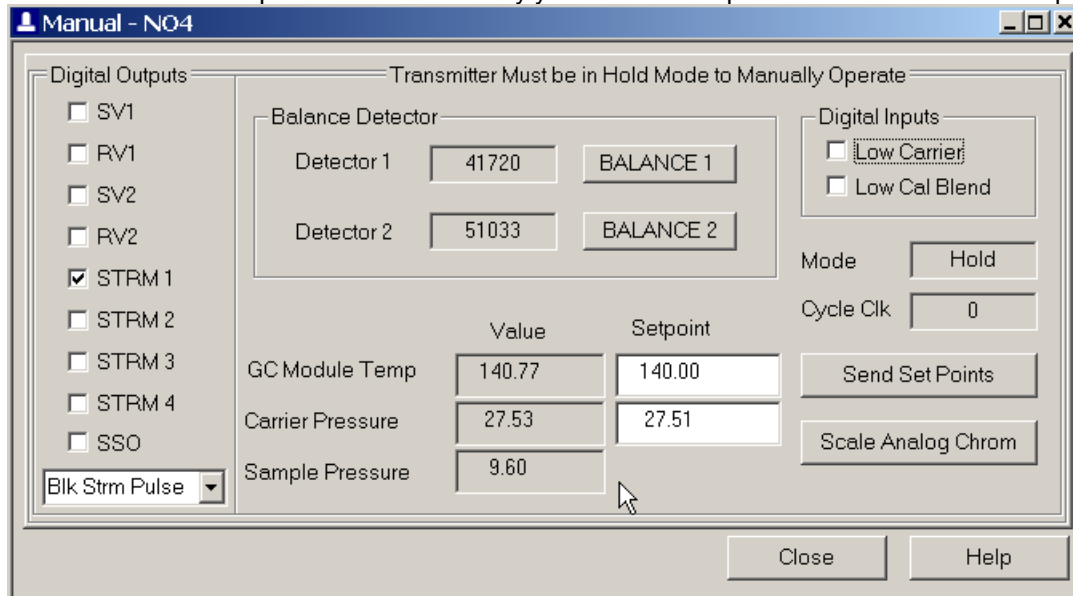 Manual - NO4
Digital Outputs
SV1
RV1
SV2
RV2
STRM 1
STRM 2
STRM 3
STRM 4
SSO
Blk Strm Pulse
Transmitter Must be in Hold Mode to Manually Operate
Balance Detector
Detector 1 41720 BALANCE 1
Detector 2 51033 BALANCE 2
Digital Inputs
Low Carrier
Low Cal Blend
Mode Hold
Cycle Clk 0
Value Setpoint
GC Module Temp 140.77 140.00
Carrier Pressure 27.53 27.51
Sample Pressure 9.60
Send Set Points
Scale Analog Chrom
Close Help